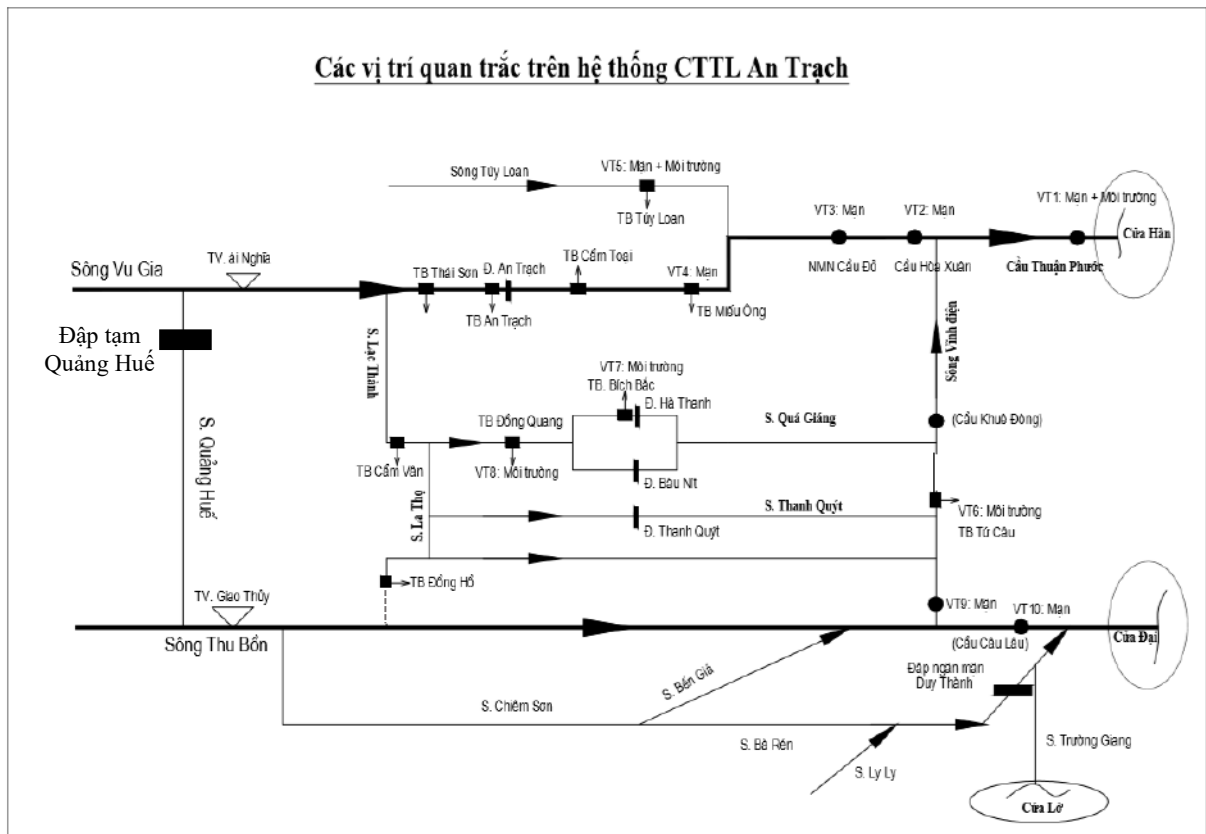 Các vị trí quan trắc trên hệ thống CTTL An Trạch
Sông Túy Loan
VT5: Mạn + Môi trường
TB Túy Loan
VT3: Mạn
VT2: Mạn
VT1: Mạn + Môi trường
Cửa Hàn
NMN Cầu Đỏ
Cầu Hòa Xuân
Cầu Thuận Phước
Sông Vu Gia
TV. ái Nghĩa
TB Thái Sơn
Đ. An Trạch
TB Cẩm Toại
VT4: Mạn
TB An Trạch
TB Miếu Ông
Đập tạm
Quảng Huế
S. Lạc Thành
Sông Vĩnh điện
VT7: Môi trường
TB. Bích Bắc
Đ. Hà Thanh
TB Đồng Quang
S. Quá Giáng
(Cầu Khuê Đông)
S. Quảng Huế
TB Cẩm Văn
VT8: Môi trường
Đ. Bàu Nít
S. La Thọ
S. Thanh Quýt
Đ. Thanh Quýt
VT6: Môi trường
TB Tứ Câu
TB Đồng Hồ
TV. Giao Thủy
VT9: Mạn
VT10: Mạn
Sông Thu Bồn
(Cầu Câu Lâu)
Cửa Đại
Đập ngăn mặn
Duy Thành
S. Bến Giá
S. Chiêm Sơn
S. Bà Rén
S. Trường Giang
S. Ly Ly
Cửa Lở